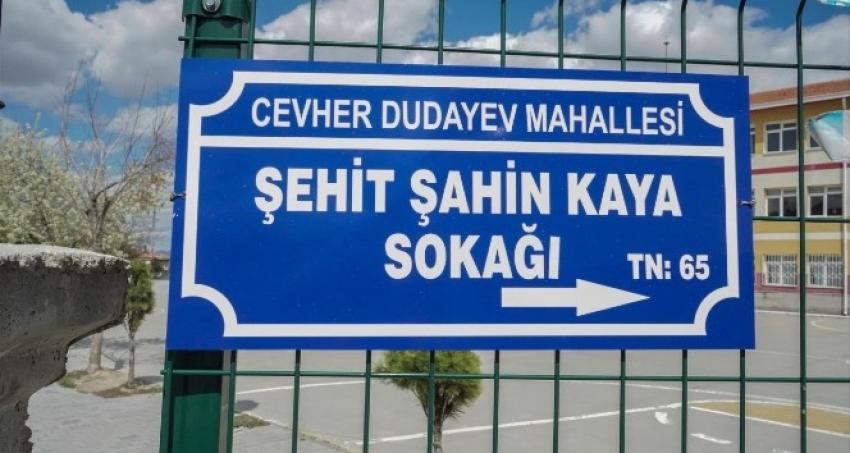 CEVHER DUDAYEV MAHALLESİ
ŞEHİT ŞAHİN KAYA
SOKAĞI
TN: 65